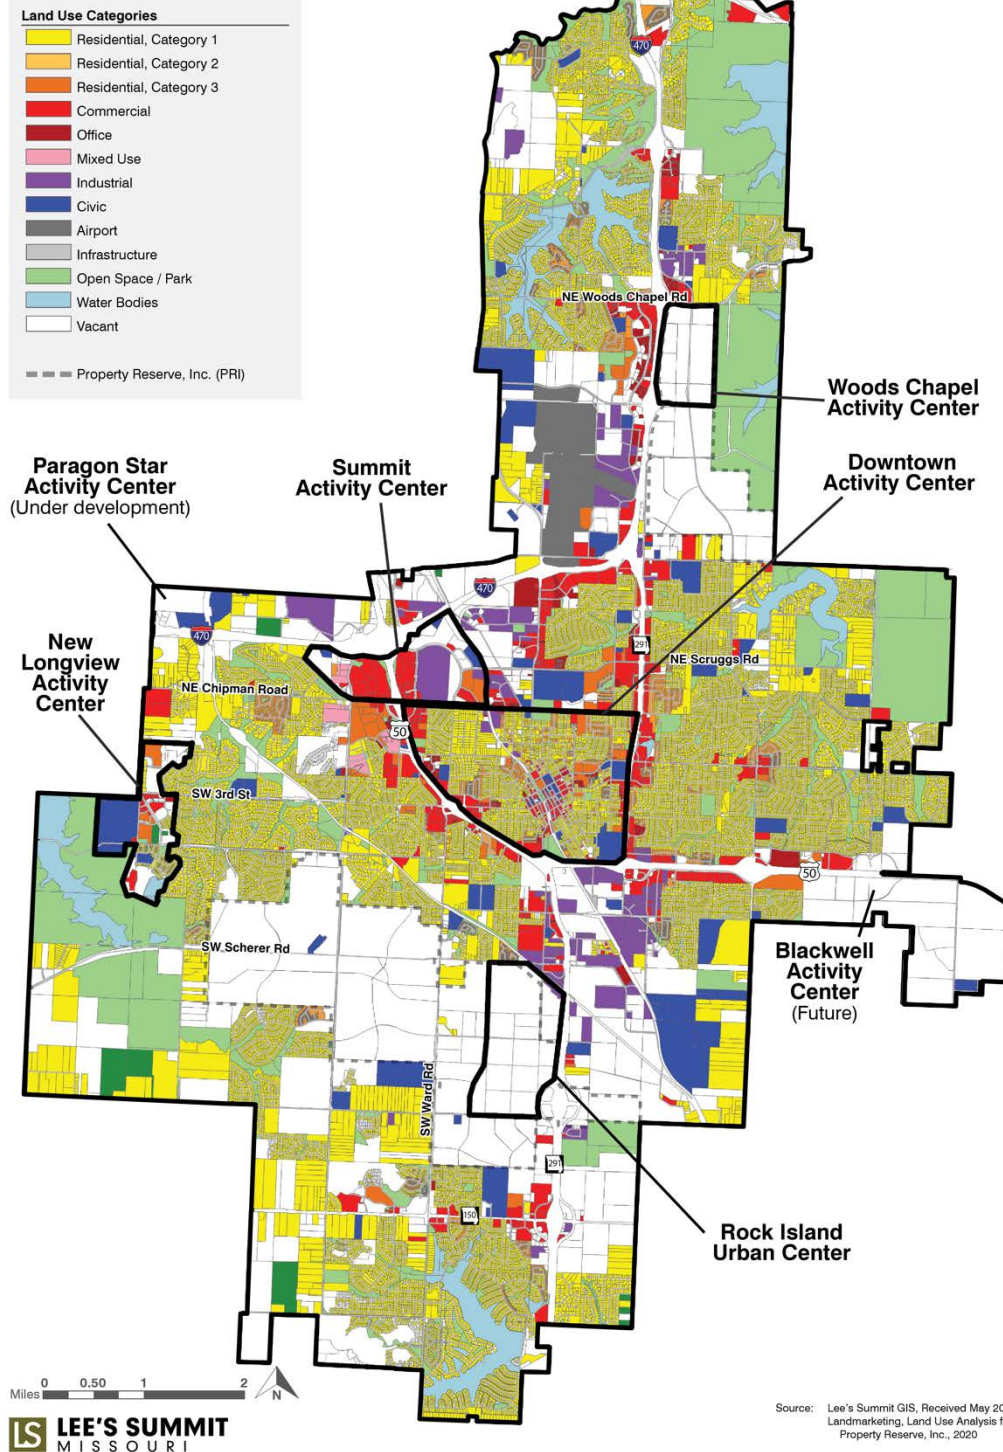 Land Use Categories
Residential, Category 1
Residential, Category 2
Residential, Category 3
Commercial
Office
Mixed Use
Industrial
Civic
Airport
Infrastructure
Open Space / Park
Water Bodies
Vacant
Property Reserve, Inc. (PRI)
470
NE Woods Chapel Rd
Woods Chapel
Activity Center
Paragon Star
Activity Center
(Under development)
Summit
Activity Center
Downtown
Activity Center
470
470
291
NE Scruggs Rd
New
Longview
Activity
Center
NE Chipman Road
50
SW 3rd St
50
SW Scherer Rd
Blackwell
Activity
Center
(Future)
SW Ward Rd
291
150
Rock Island
Urban Center
Miles 0 0.50 1 2
N
LS LEE'S SUMMIT
MISSOURI
Source: Lee's Summit GIS, Received May 20
Landmarketing, Land Use Analysis f
Property Reserve, Inc., 2020